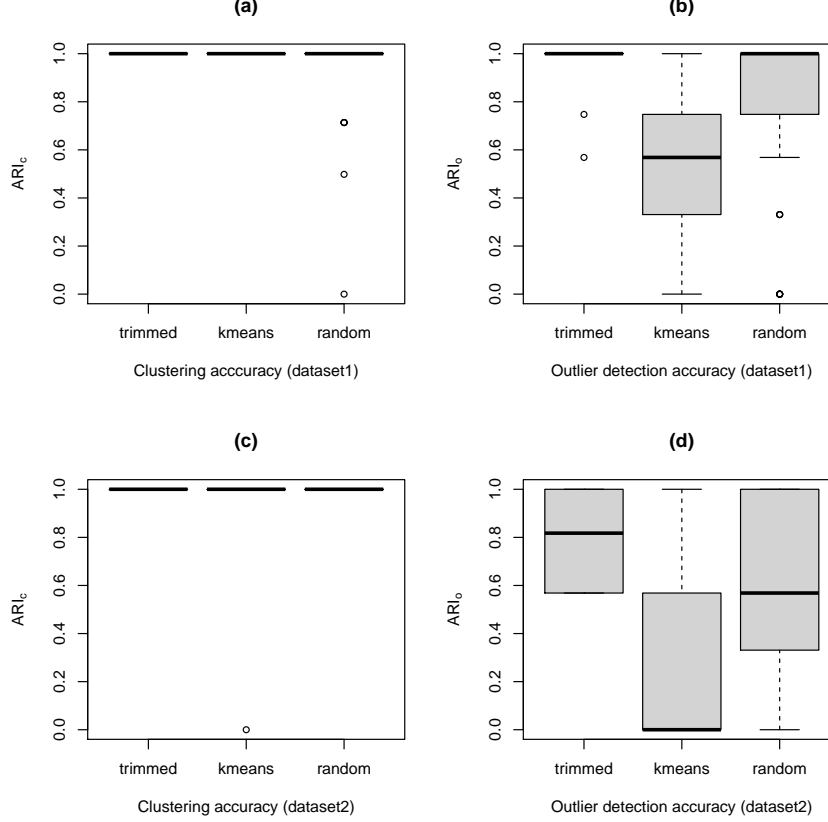 (a)
ARIc
1.0
0.8
0.6
0.4
0.2
0.0
trimmed kmeans random
Clustering acccuracy (dataset1)
(b)
ARIo
1.0
0.8
0.6
0.4
0.2
0.0
trimmed kmeans random
Outlier detection accuracy (dataset1)
(c)
ARIc
1.0
0.8
0.6
0.4
0.2
0.0
trimmed kmeans random
Clustering accuracy (dataset2)
(d)
ARIo
1.0
0.8
0.6
0.4
0.2
0.0
trimmed kmeans random
Outlier detection accuracy (dataset2)